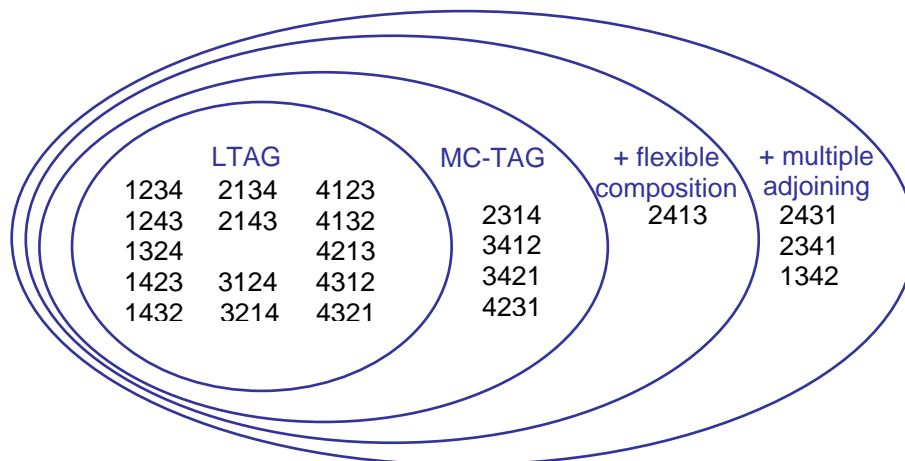 LTAG
1234 2134 4123
1243 2143 4132
1324 4213
1423 3124 4312
1432 3214 4321
MC-TAG
2314
3412
3421
4231
+ flexible
composition
2413
+ multiple
adjoining
2431
2341
1342